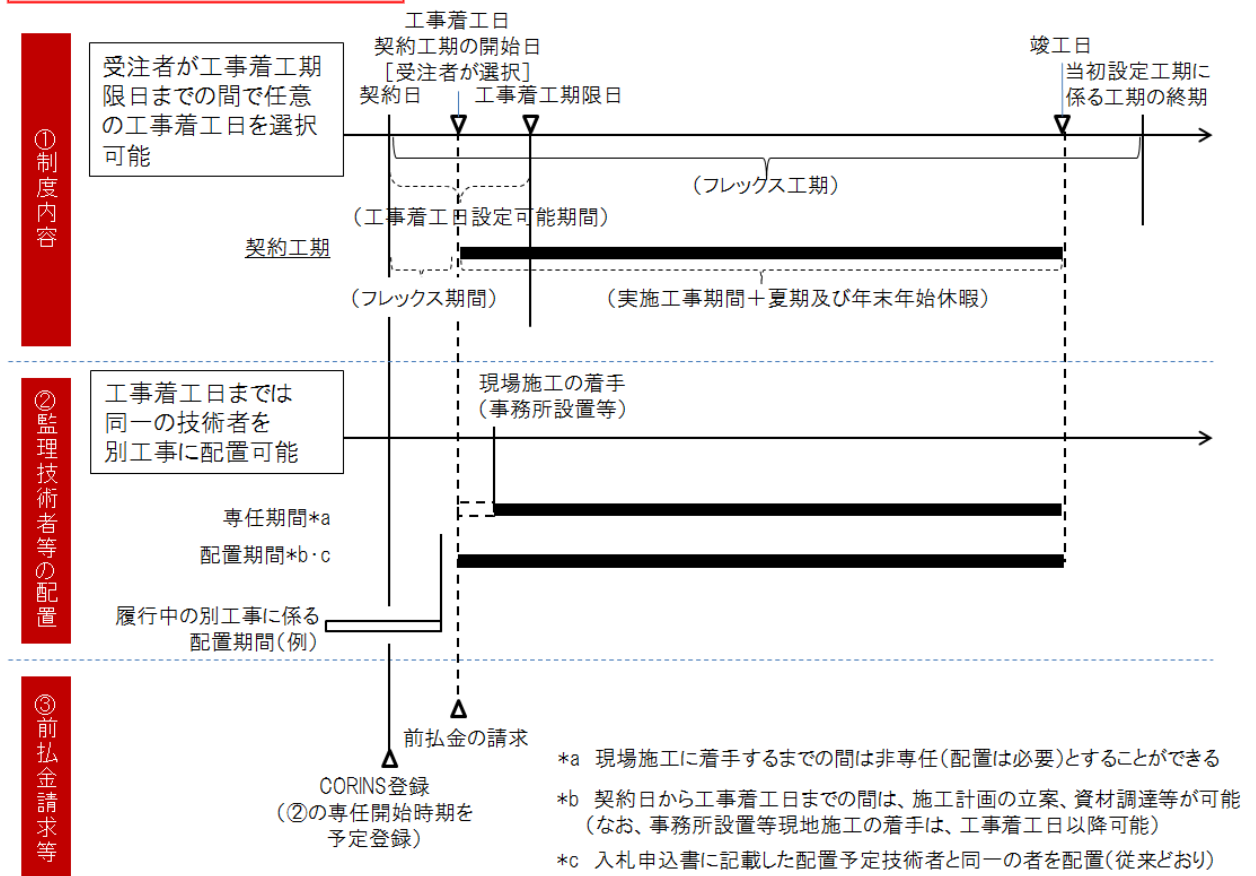 ①制度内容
受注者が工事着工期
限日までの間で任意
の工事着工日を選択
可能
工事着工日
契約工期の開始日
[受注者が選択]
契約日
工事着工期限日
竣工日
当初設定工期に
係る工期の終期
(フレックス工期)
(工事着工日設定可能期間)
契約工期
(フレックス期間)
(実施工事期間＋夏期及び年末年始休暇)
②監理技術者等の配置
工事着工日までは
同一の技術者を
別工事に配置可能
現場施工の着手
(事務所設置等)
専任期間*a
配置期間*b･c
履行中の別工事に係る
配置期間(例)
③前払金請求等
前払金の請求
CORINS登録
(②の専任開始時期を
予定登録)
*a 現場施工に着手するまでの間は非専任(配置は必要)とすることができる
*b 契約日から工事着工日までの間は、施工計画の立案、資材調達等が可能
(なお、事務所設置等現地施工の着手は、工事着工日以降可能)
*c 入札申込書に記載した配置予定技術者と同一の者を配置(従来どおり)